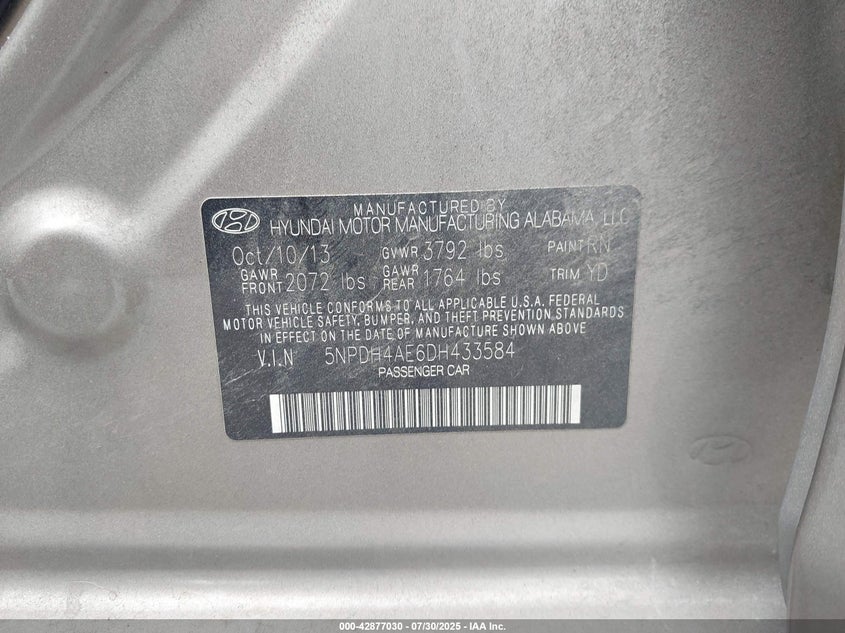 MANUFACTURED BY
HYUNDAI MOTOR MANUFACTURING ALABAMA, LLC
Oct/10/13 GVWR 3792 lbs PAINT RN
GAWR FRONT 2072 lbs GAWR REAR 1764 lbs TRIM YD
THIS VEHICLE CONFORMS TO ALL APPLICABLE U.S.A. FEDERAL
MOTOR VEHICLE SAFETY, BUMPER, AND THEFT PREVENTION STANDARDS
IN EFFECT ON THE DATE OF MANUFACTURE SHOWN ABOVE
V.I.N 5NPDH4AE6DH433584
PASSENGER CAR
000-42877030 - 07/30/2025 - IAA Inc.